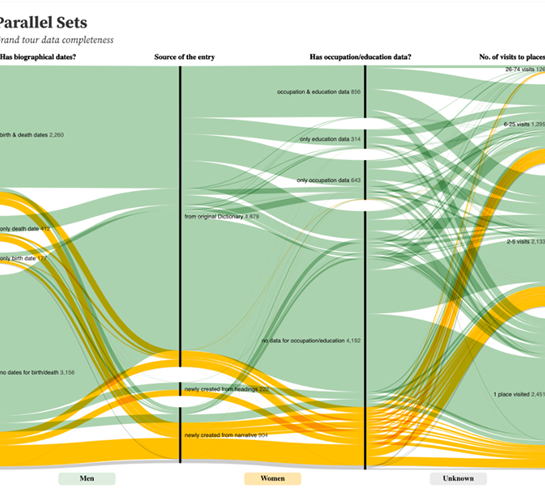 Parallel Sets
rand tour data completeness
Has biographical dates?
Source of the entry
Has occupation/education data?
No. of visits to places
26-74 visits 126
occupation & education data 856
birth & death dates 2,260
6-25 visits 1,295
only education data 314
only occupation data 643
from original Dictionary 4,879
only death date 412
2-5 visits 2,133
only birth date 177
no data for occupation/education 4,192
no dates for birth/death 3,156
newly created from headings
1 place visited 2,451
newly created from narrative 904
Men
Women
Unknown